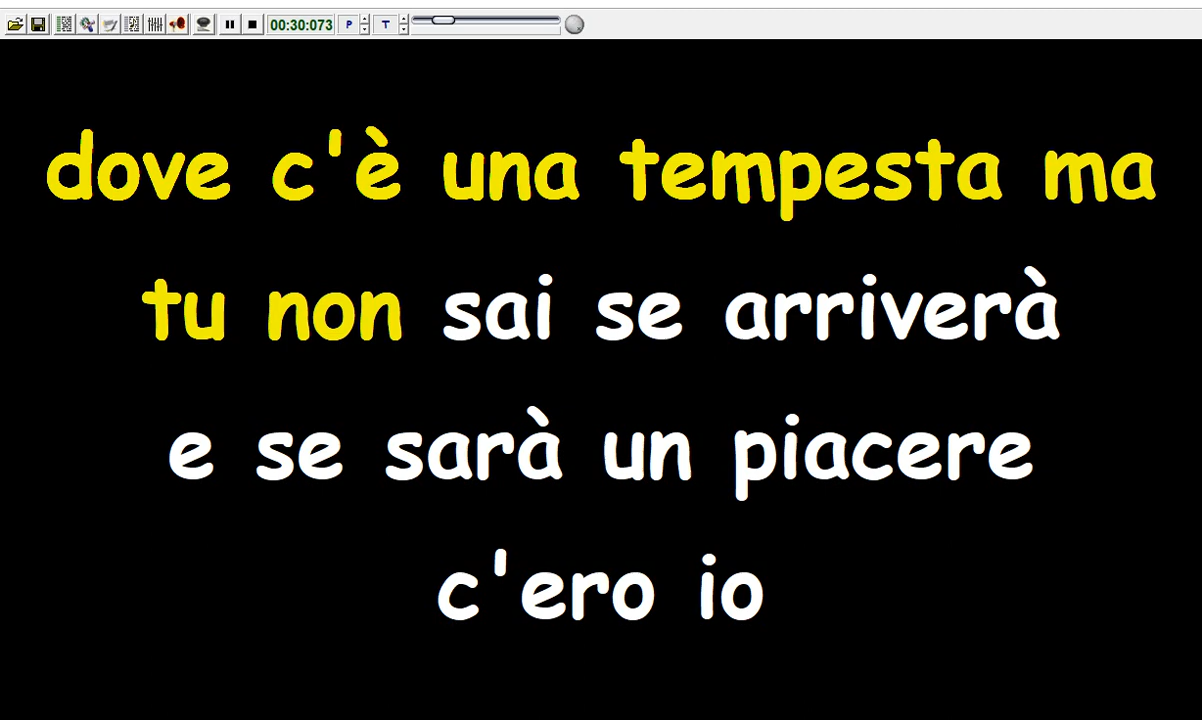 00:30:073 P T
dove c'è una tempesta ma
tu non sai se arriverà
e se sarà un piacere
c'ero io